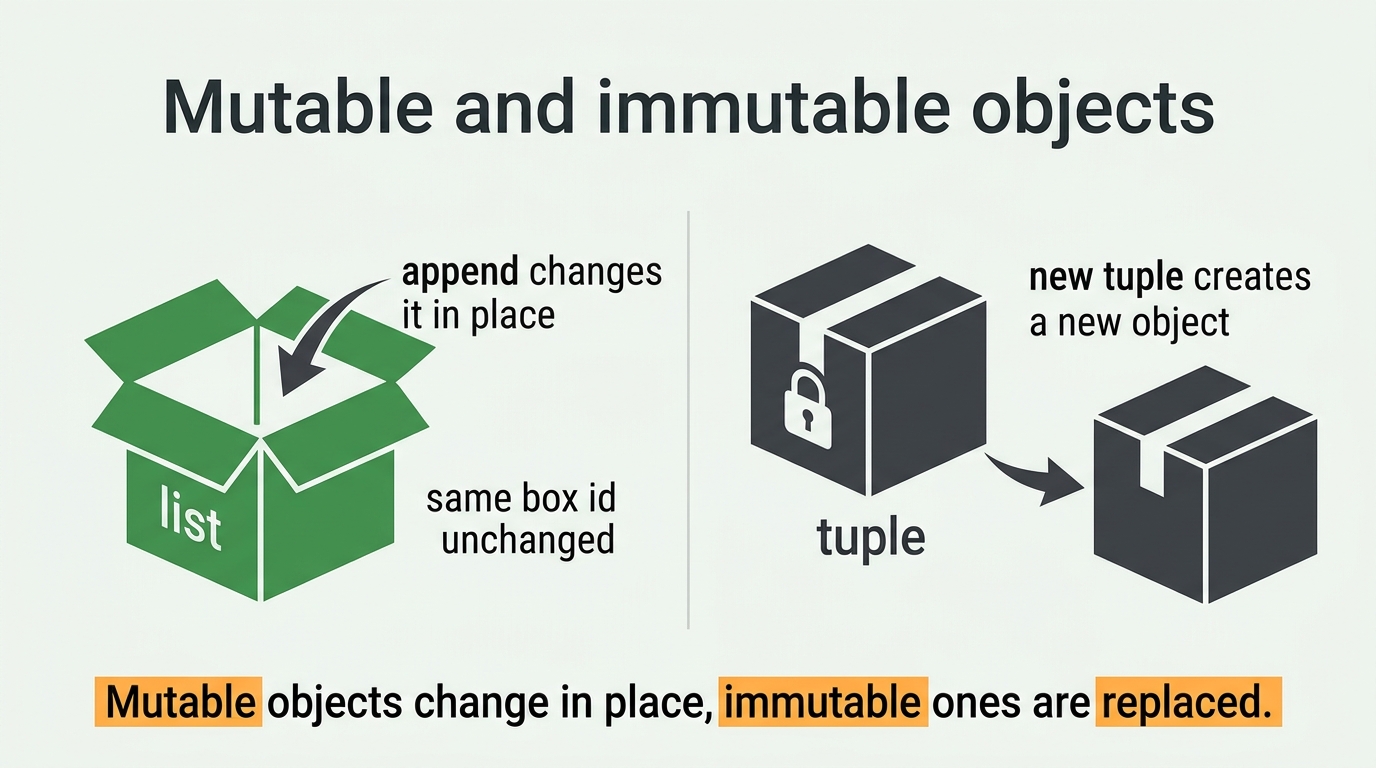 Mutable and immutable objects
append changes
it in place
list
same box id
unchanged
new tuple creates
a new object
tuple
Mutable objects change in place, immutable ones are replaced.